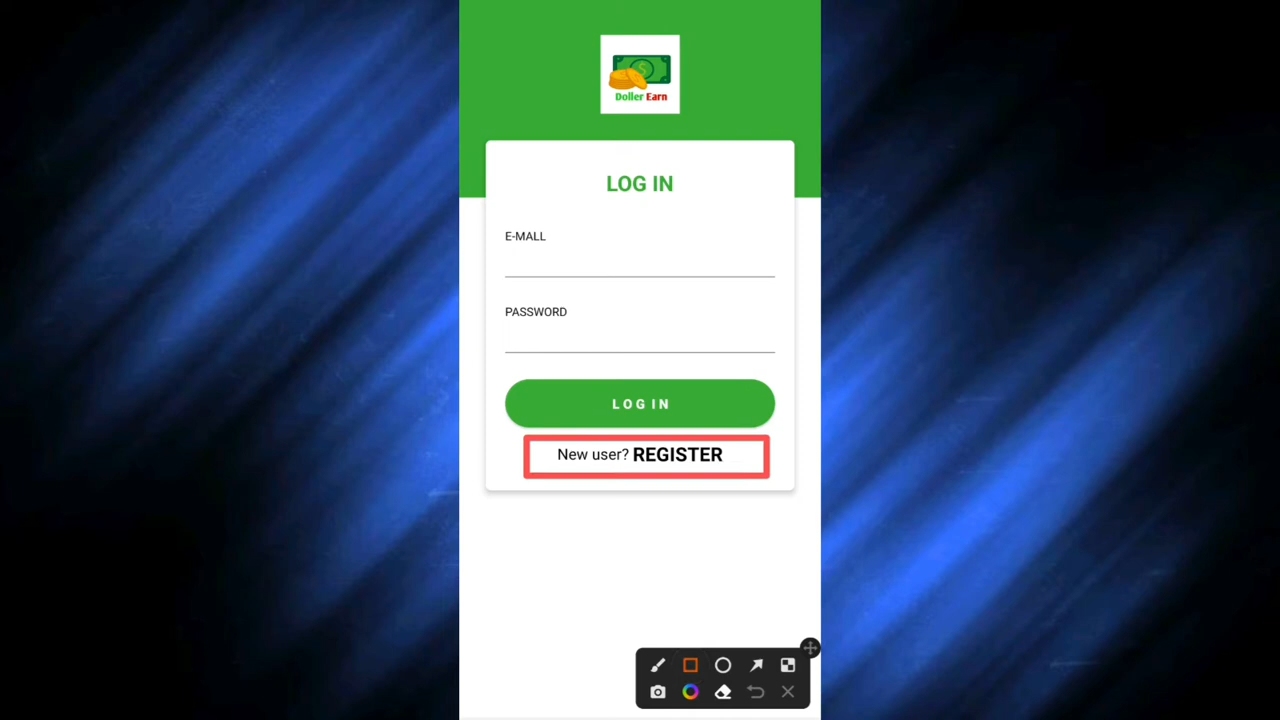 Doller Earn
LOG IN
E-MALL
PASSWORD
LOG IN
New user? REGISTER